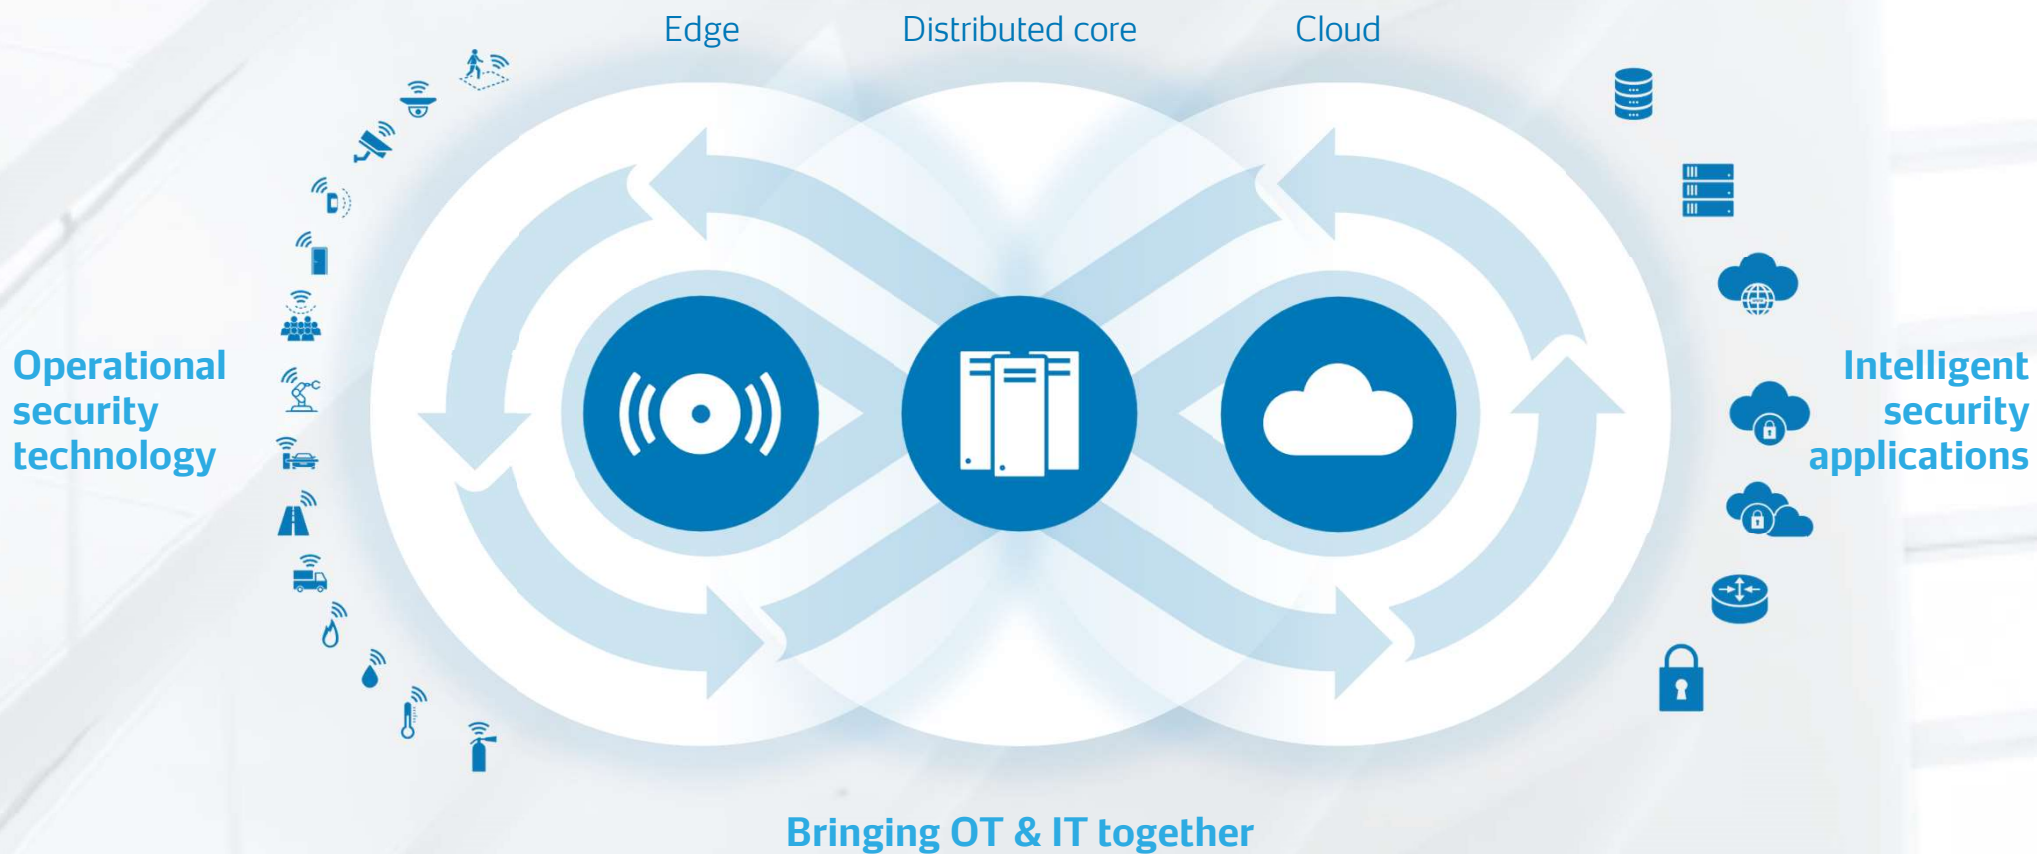 Edge
Distributed core
Cloud
Operational
security
technology
Intelligent
security
applications
Bringing OT & IT together